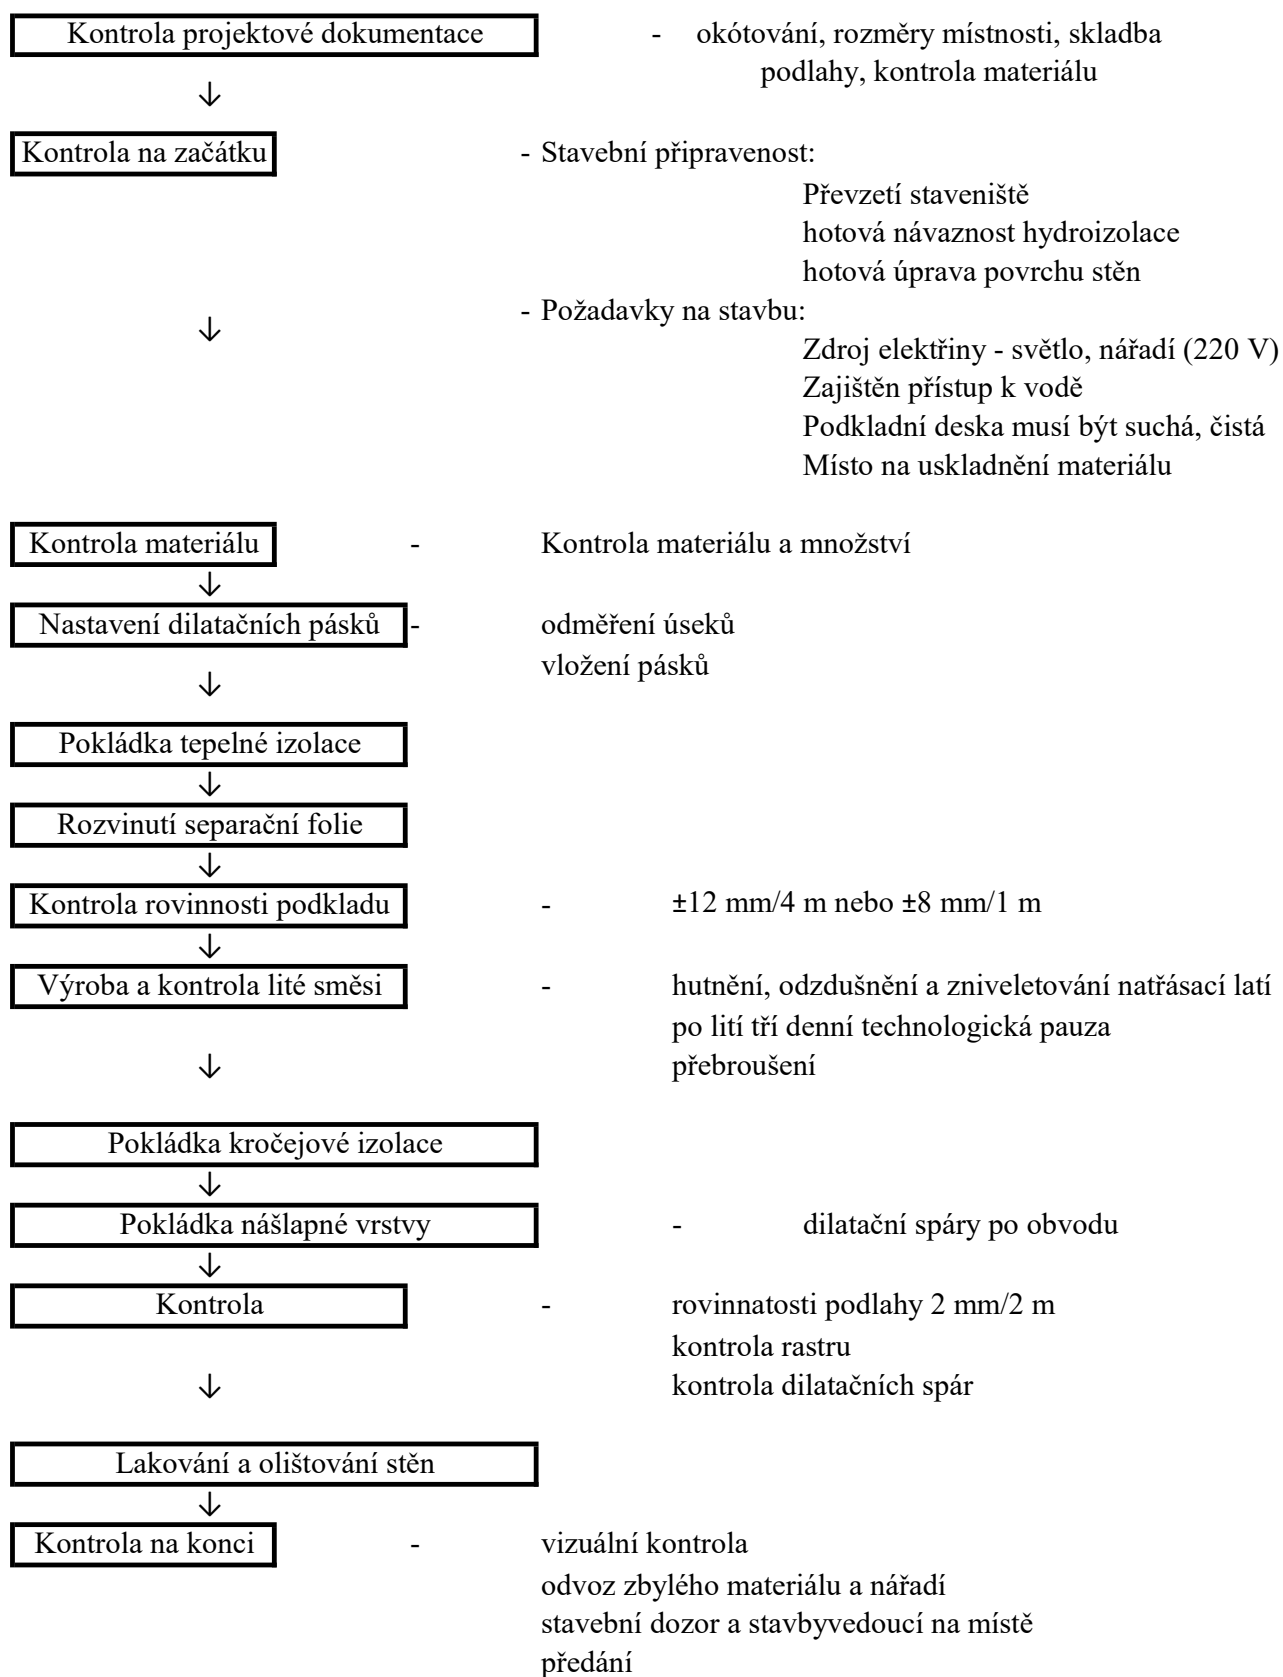 Kontrola projektové dokumentace - okótování, rozměry místnosti, skladba
podlahy, kontrola materiálu
↓
Kontrola na začátku - Stavební připravenost:
Převzetí staveniště
hotová návaznost hydroizolace
hotová úprava povrchu stěn
↓ - Požadavky na stavbu:
Zdroj elektřiny - světlo, nářadí (220 V)
Zajištěn přístup k vodě
Podkladní deska musí být suchá, čistá
Místo na uskladnění materiálu
Kontrola materiálu - Kontrola materiálu a množství
↓
Nastavení dilatačních pásků - odměření úseků
vložení pásků
↓
Pokládka tepelné izolace
↓
Rozvinutí separační folie
↓
Kontrola rovinnosti podkladu - ±12 mm/4 m nebo ±8 mm/1 m
↓
Výroba a kontrola lité směsi - hutnění, odzdušnění a zniveletování natřásací latí
po lití tří denní technologická pauza
↓ přebroušení
Pokládka kročejové izolace
↓
Pokládka nášlapné vrstvy - dilatační spáry po obvodu
↓
Kontrola - rovinnatosti podlahy 2 mm/2 m
kontrola rastru
↓ kontrola dilatačních spár
Lakování a olištování stěn
↓
Kontrola na konci - vizuální kontrola
odvoz zbylého materiálu a nářadí
stavební dozor a stavbyvedoucí na místě
předání